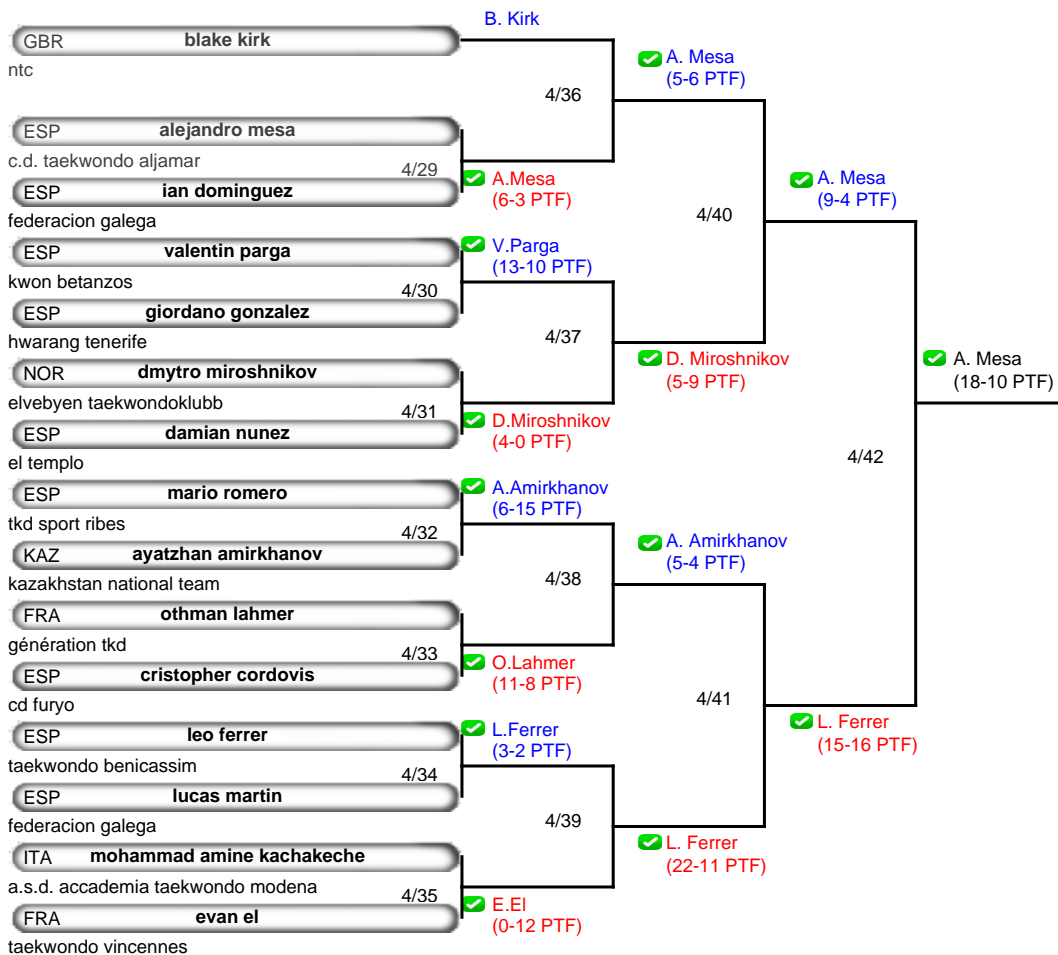 B. Kirk
GBR blake kirk
ntc
A. Mesa
(5-6 PTF)
4/36
ESP alejandro mesa
c.d. taekwondo aljamar
4/29
ESP ian dominguez
federacion galega
A.Mesa
(6-3 PTF)
A. Mesa
(9-4 PTF)
4/40
ESP valentin parga
kwon betanzos
V.Parga
(13-10 PTF)
4/30
ESP giordano gonzalez
hwarang tenerife
4/37
D. Miroshnikov
(5-9 PTF)
A. Mesa
(18-10 PTF)
NOR dmytro miroshnikov
elvebyen taekwondoklubb
4/31
ESP damian nunez
el templo
D.Miroshnikov
(4-0 PTF)
4/42
ESP mario romero
tkd sport ribes
A.Amirkhanov
(6-15 PTF)
4/32
KAZ ayatzhan amirkhanov
kazakhstan national team
A. Amirkhanov
(5-4 PTF)
4/38
FRA othman lahmer
génération tkd
4/33
ESP cristopher cordovis
cd furyo
O.Lahmer
(11-8 PTF)
4/41
L. Ferrer
(15-16 PTF)
ESP leo ferrer
taekwondo benicassim
L.Ferrer
(3-2 PTF)
4/34
ESP lucas martin
federacion galega
4/39
L. Ferrer
(22-11 PTF)
ITA mohammad amine kachakeche
a.s.d. accademia taekwondo modena
4/35
FRA evan el
taekwondo vincennes
E.El
(0-12 PTF)